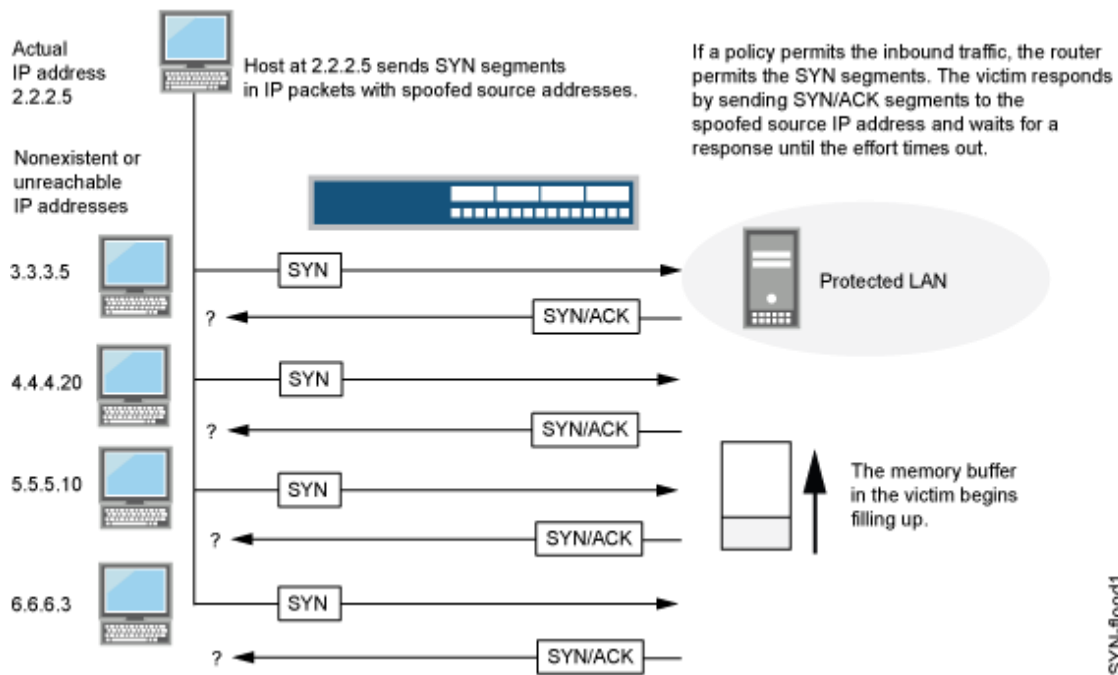 Actual
IP address
2.2.2.5
Host at 2.2.2.5 sends SYN segments
in IP packets with spoofed source addresses.
If a policy permits the inbound traffic, the router
permits the SYN segments. The victim responds
by sending SYN/ACK segments to the
spoofed source IP address and waits for a
response until the effort times out.
Nonexistent or
unreachable
IP addresses
3.3.3.5
SYN
Protected LAN
?
SYN/ACK
4.4.4.20
SYN
?
SYN/ACK
5.5.5.10
SYN
The memory buffer
in the victim begins
filling up.
?
SYN/ACK
6.6.6.3
SYN
?
SYN/ACK
SYN-flood1